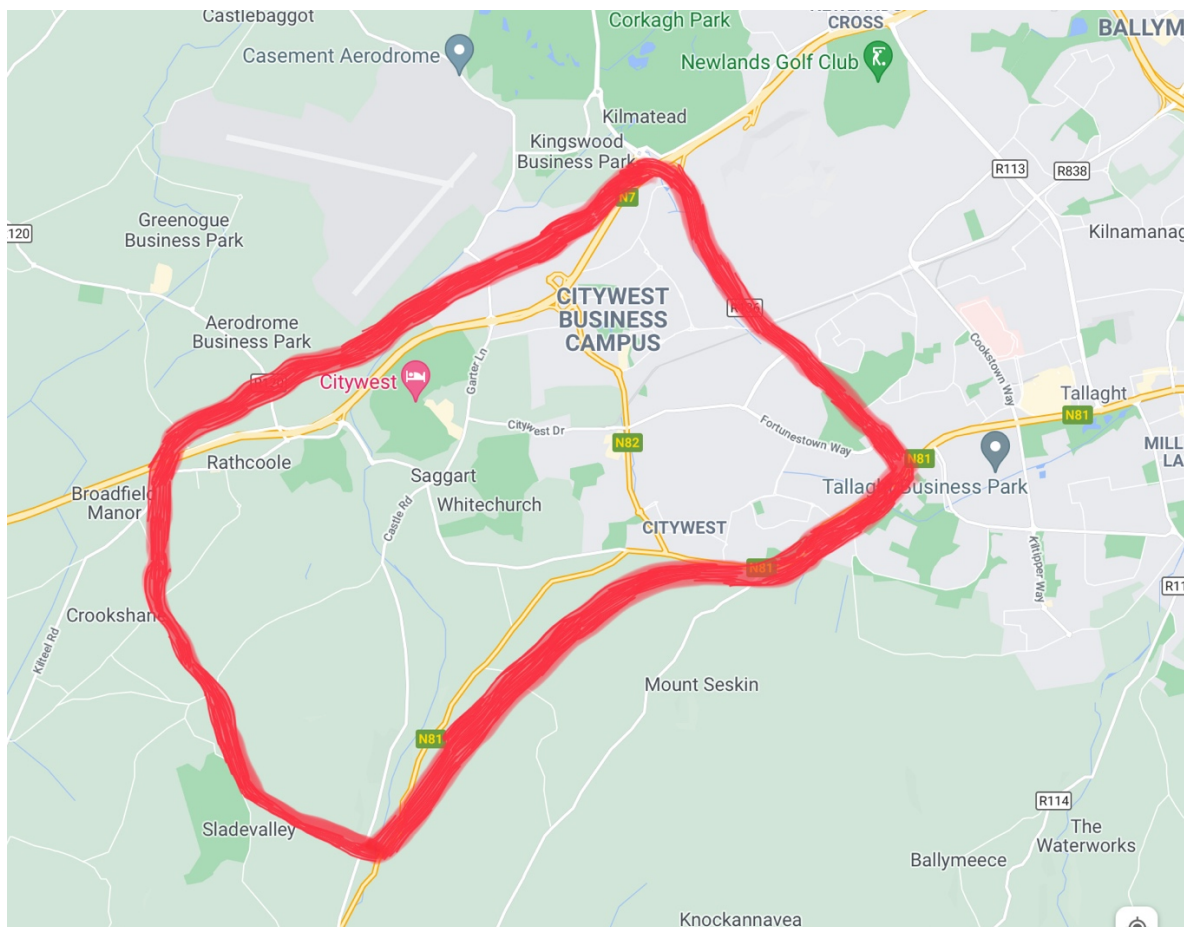 Castlebaggot
Corkagh Park
CROSS
BALLYM
Casement Aerodrome
Newlands Golf Club
Kilmatead
Kingswood
Business Park
R113
R838
N7
Greenogue
Business Park
120
Kilnamanag
CITYWEST
BUSINESS
CAMPUS
Aerodrome
Business Park
Citywest
Garter Ln
Cookstown Way
Tallaght
N81
Citywest Dr
Fortunestown Way
N82
N81
MILL
LA
Rathcoole
Saggart
Tallaght Business Park
Broadfield
Manor
Whitechurch
Castle Rd
CITYWEST
Kiltipper Way
N81
R11
Crookshan
Kilteel Rd
Mount Seskin
N81
Sladevalley
R114
The
Waterworks
Ballymeece
Knockannavea